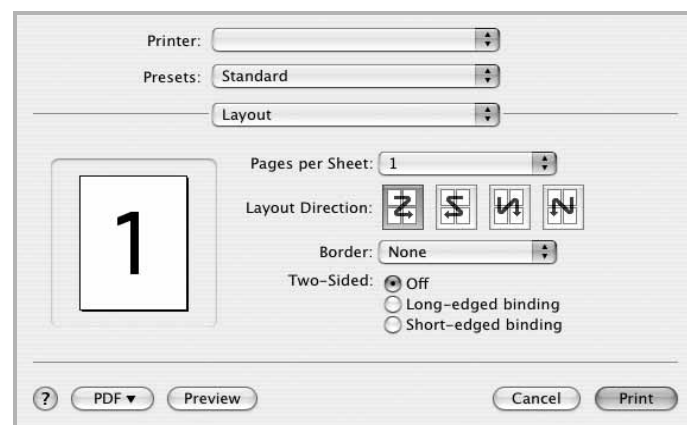 Printer:
Presets: Standard
Layout
Pages per Sheet: 1
1
Layout Direction:
Border: None
Two-Sided: Off
Long-edged binding
Short-edged binding
? PDF▼ Preview Cancel Print